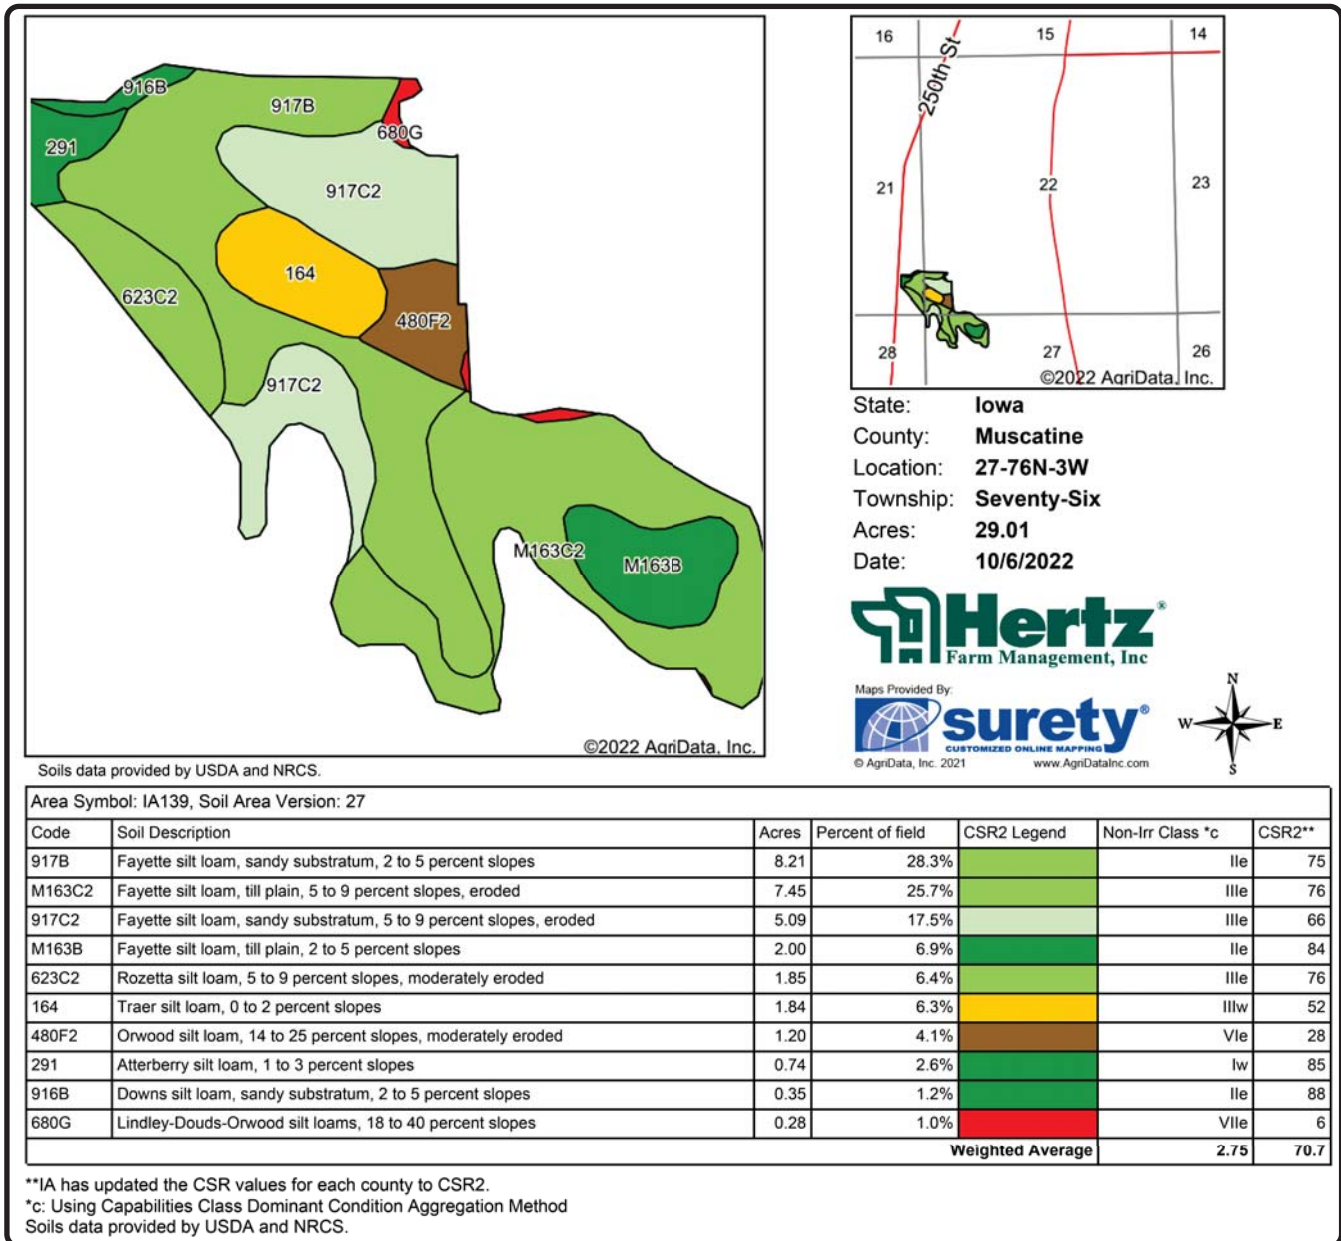 916B
917B
680G
291
917C2
164
623C2
480F2
917C2
M163C2
M163B
©2022 AgriData, Inc.
Soils data provided by USDA and NRCS.
16
15
14
250th St
21
22
23
28
27
26
©2022 AgriData, Inc.
State: Iowa
County: Muscatine
Location: 27-76N-3W
Township: Seventy-Six
Acres: 29.01
Date: 10/6/2022
Hertz®
Farm Management, Inc
Maps Provided By:
surety®
CUSTOMIZED ONLINE MAPPING
© AgriData, Inc. 2021 www.AgriDataInc.com
N
W E
S
Area Symbol: IA139, Soil Area Version: 27
Code Soil Description Acres Percent of field CSR2 Legend Non-Irr Class *c CSR2**
917B Fayette silt loam, sandy substratum, 2 to 5 percent slopes 8.21 28.3% IIe 75
M163C2 Fayette silt loam, till plain, 5 to 9 percent slopes, eroded 7.45 25.7% IIIe 76
917C2 Fayette silt loam, sandy substratum, 5 to 9 percent slopes, eroded 5.09 17.5% IIIe 66
M163B Fayette silt loam, till plain, 2 to 5 percent slopes 2.00 6.9% IIe 84
623C2 Rozetta silt loam, 5 to 9 percent slopes, moderately eroded 1.85 6.4% IIIe 76
164 Traer silt loam, 0 to 2 percent slopes 1.84 6.3% IIIw 52
480F2 Orwood silt loam, 14 to 25 percent slopes, moderately eroded 1.20 4.1% VIe 28
291 Atterberry silt loam, 1 to 3 percent slopes 0.74 2.6% Iw 85
916B Downs silt loam, sandy substratum, 2 to 5 percent slopes 0.35 1.2% IIe 88
680G Lindley-Douds-Orwood silt loams, 18 to 40 percent slopes 0.28 1.0% VIIe 6
Weighted Average 2.75 70.7
**IA has updated the CSR values for each county to CSR2.
*c: Using Capabilities Class Dominant Condition Aggregation Method
Soils data provided by USDA and NRCS.